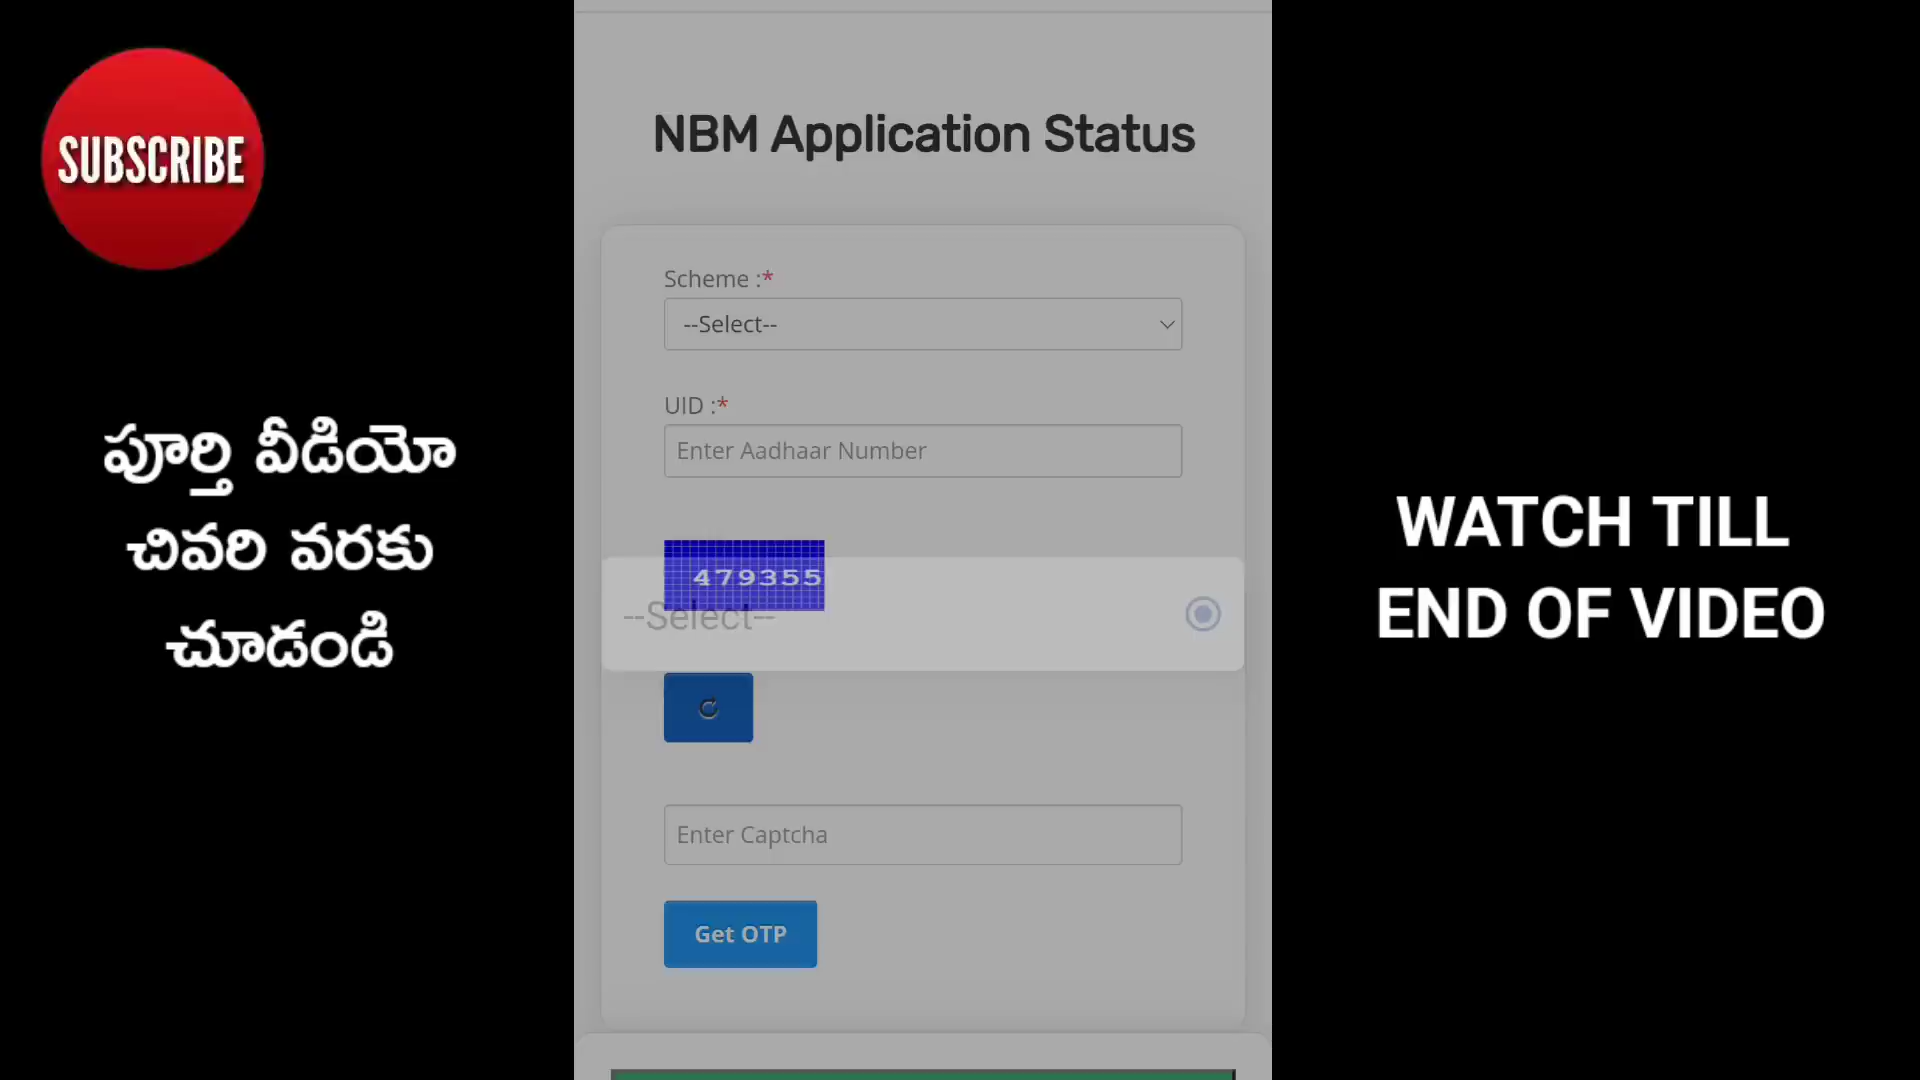 SUBSCRIBE
పూర్తి వీడియో
చివరి వరకు
చూడండి
NBM Application Status
Scheme :*
--Select--
UID :*
Enter Aadhaar Number
479355
--Select--
Enter Captcha
Get OTP
WATCH TILL
END OF VIDEO